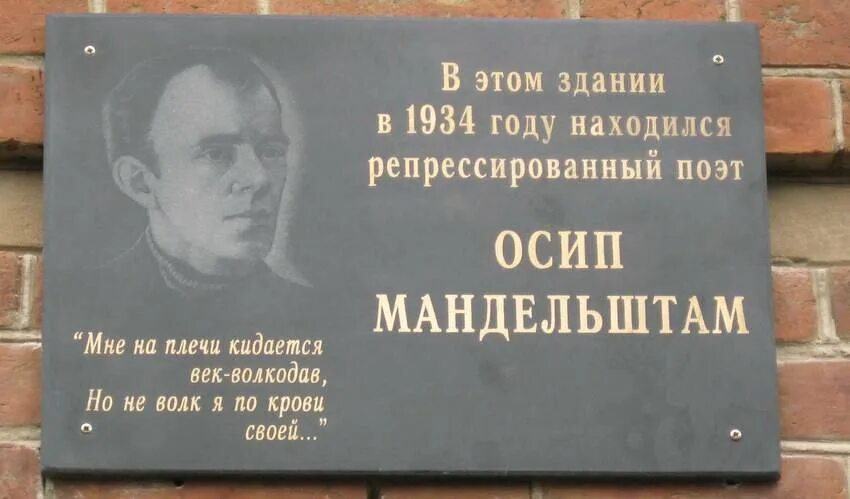 В этом здании
в 1934 году находился
репрессированный поэт
ОСИП
МАНДЕЛЬШТАМ
"Мне на плечи кидается
век-волкодав,
Но не волк я по крови
своей..."